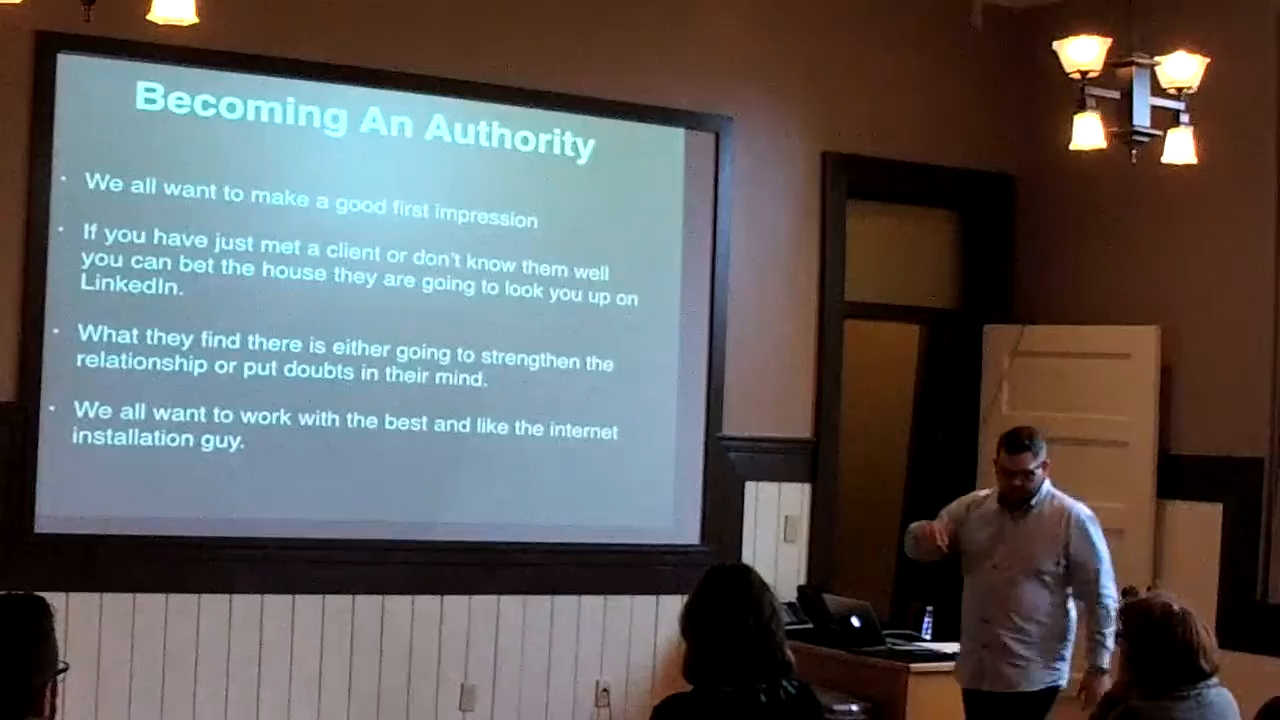 Becoming An Authority
• We all want to make a good first impression
• If you have just met a client or don't know them well
you can bet the house they are going to look you up on
LinkedIn.
• What they find there is either going to strengthen the
relationship or put doubts in their mind.
• We all want to work with the best and like the internet
installation guy.